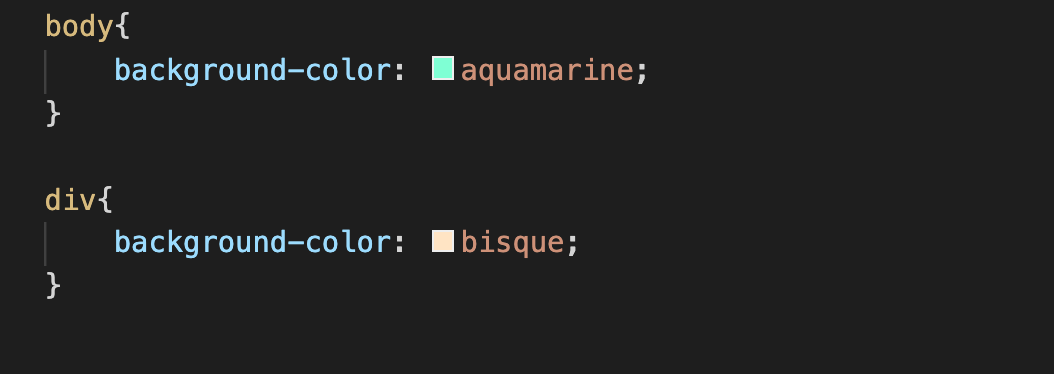 body{
    background-color: aquamarine;
}
div{
    background-color: bisque;
}